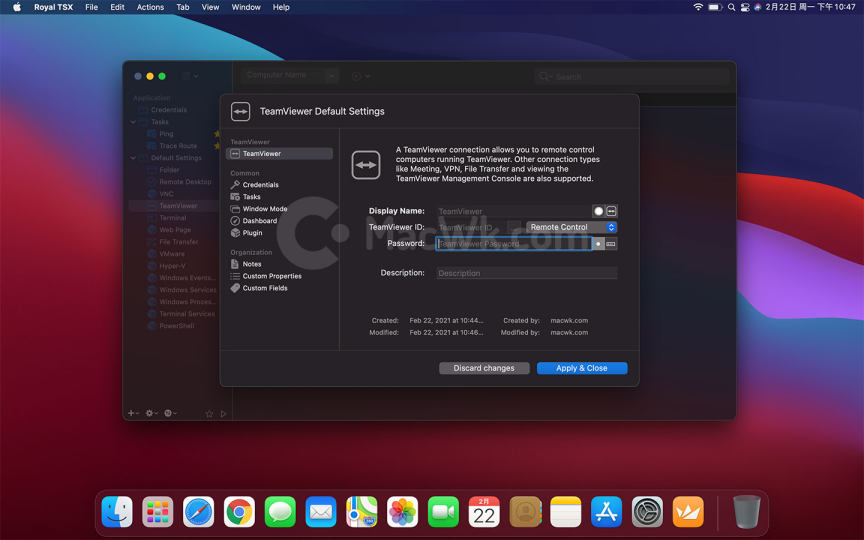 Royal TSX File Edit Actions Tab View Window Help
2月22日 周一 下午10:47
Computer Name
Search
Application
Credentials
Tasks
Ping
Trace Route
Default Settings
Folder
Remote Desktop
VNC
TeamViewer
Terminal
Web Page
File Transfer
VMware
Hyper-V
Windows Events...
Windows Services
Windows Proces...
Terminal Services
PowerShell
TeamViewer Default Settings
TeamViewer
TeamViewer
Common
Credentials
Tasks
Window Mode
Dashboard
Plugin
Organization
Notes
Custom Properties
Custom Fields
A TeamViewer connection allows you to remote control
computers running TeamViewer. Other connection types
like Meeting, VPN, File Transfer and viewing the
TeamViewer Management Console are also supported.
Display Name: TeamViewer
TeamViewer ID: TeamViewer ID Remote Control
Password: TeamViewer Password
Description: Description
MacWk.com
Created: Feb 22, 2021 at 10:44... Created by: macwk.com
Modified: Feb 22, 2021 at 10:46... Modified by: macwk.com
Discard changes Apply & Close
2月
22